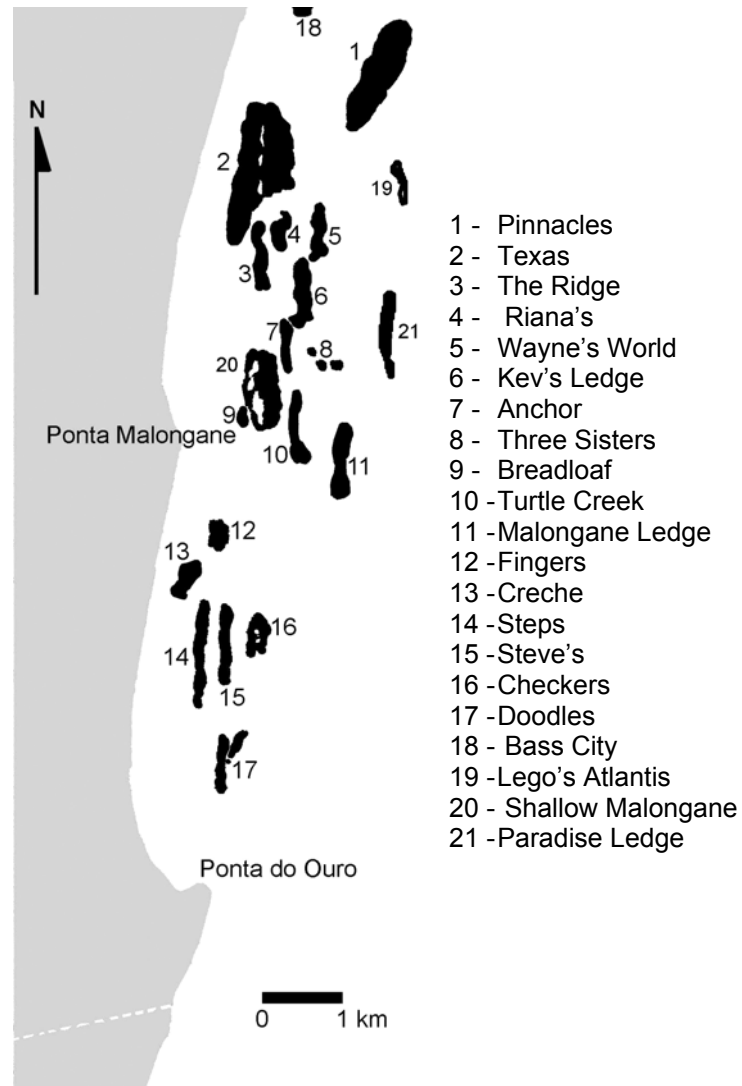 18
1
N
2
19
4
5
3
6
7
8
21
20
9
Ponta Malongane
10
11
12
13
16
14
15
17
Ponta do Ouro
0 1 km
1 - Pinnacles
2 - Texas
3 - The Ridge
4 - Riana's
5 - Wayne's World
6 - Kev's Ledge
7 - Anchor
8 - Three Sisters
9 - Breadloaf
10 -Turtle Creek
11 -Malongane Ledge
12 -Fingers
13 -Creche
14 -Steps
15 -Steve's
16 -Checkers
17 -Doodles
18 - Bass City
19 -Lego's Atlantis
20 - Shallow Malongane
21 -Paradise Ledge